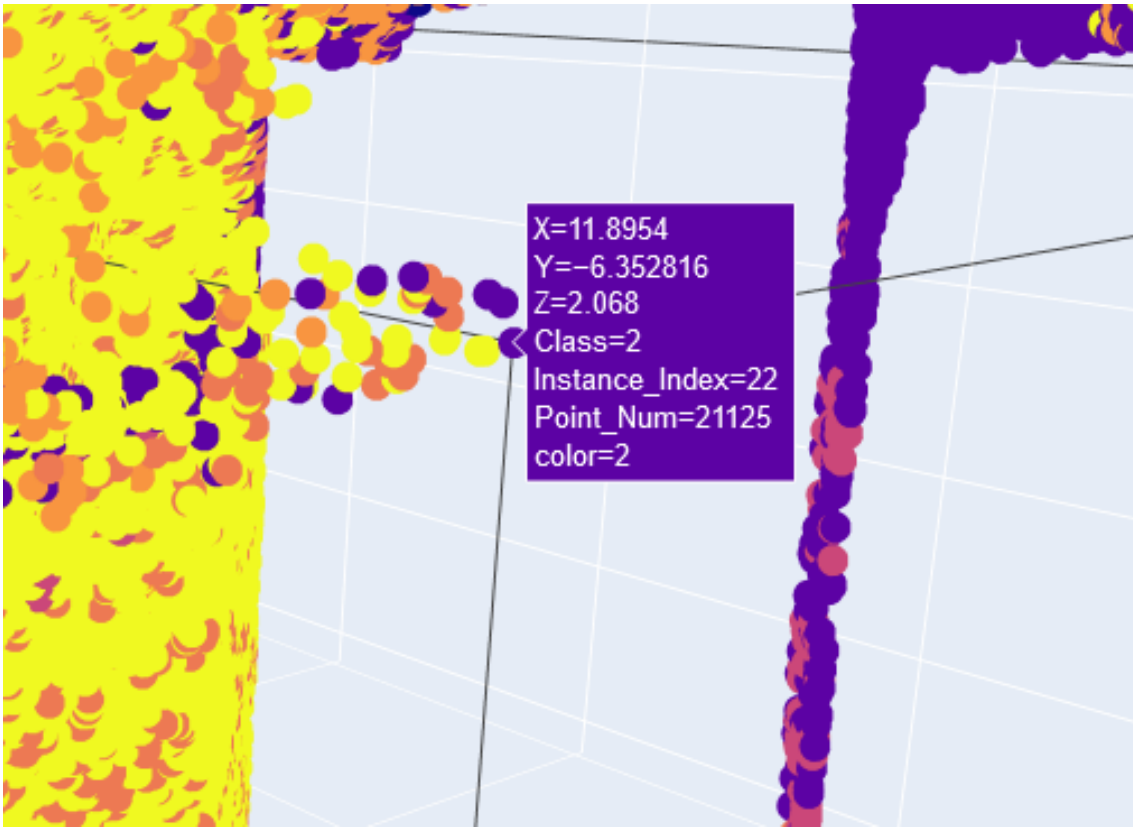 X=11.8954
Y=−6.352816
Z=2.068
Class=2
Instance_Index=22
Point_Num=21125
color=2